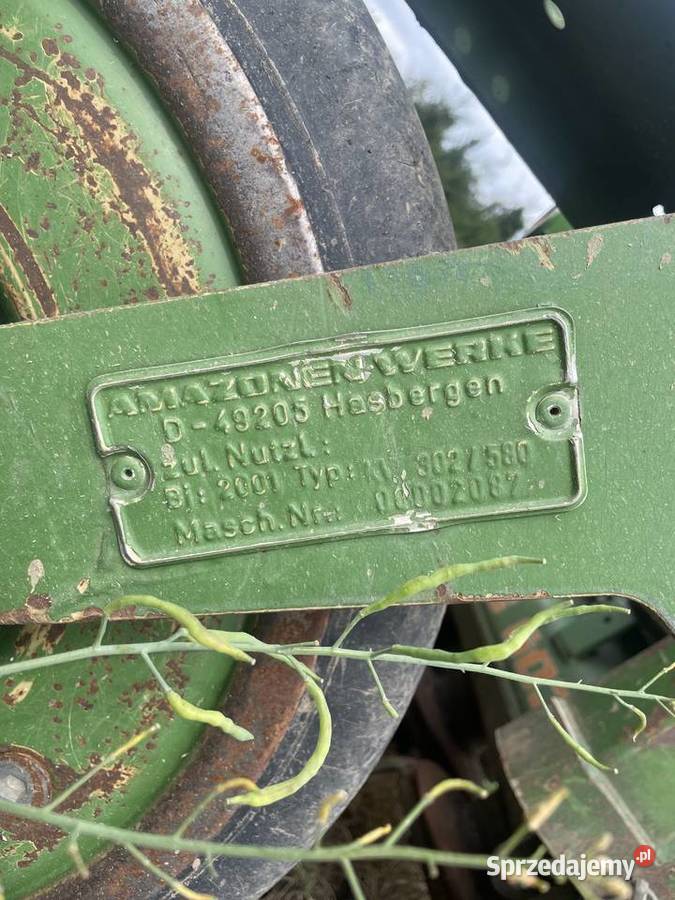 AMAZONEN-WERKE
D-49205 Hasbergen
zul. Nutzl.:
Bj: 2001 Typ: 302/580
Masch. Nr.: 00002087
Sprzedajemy.pl